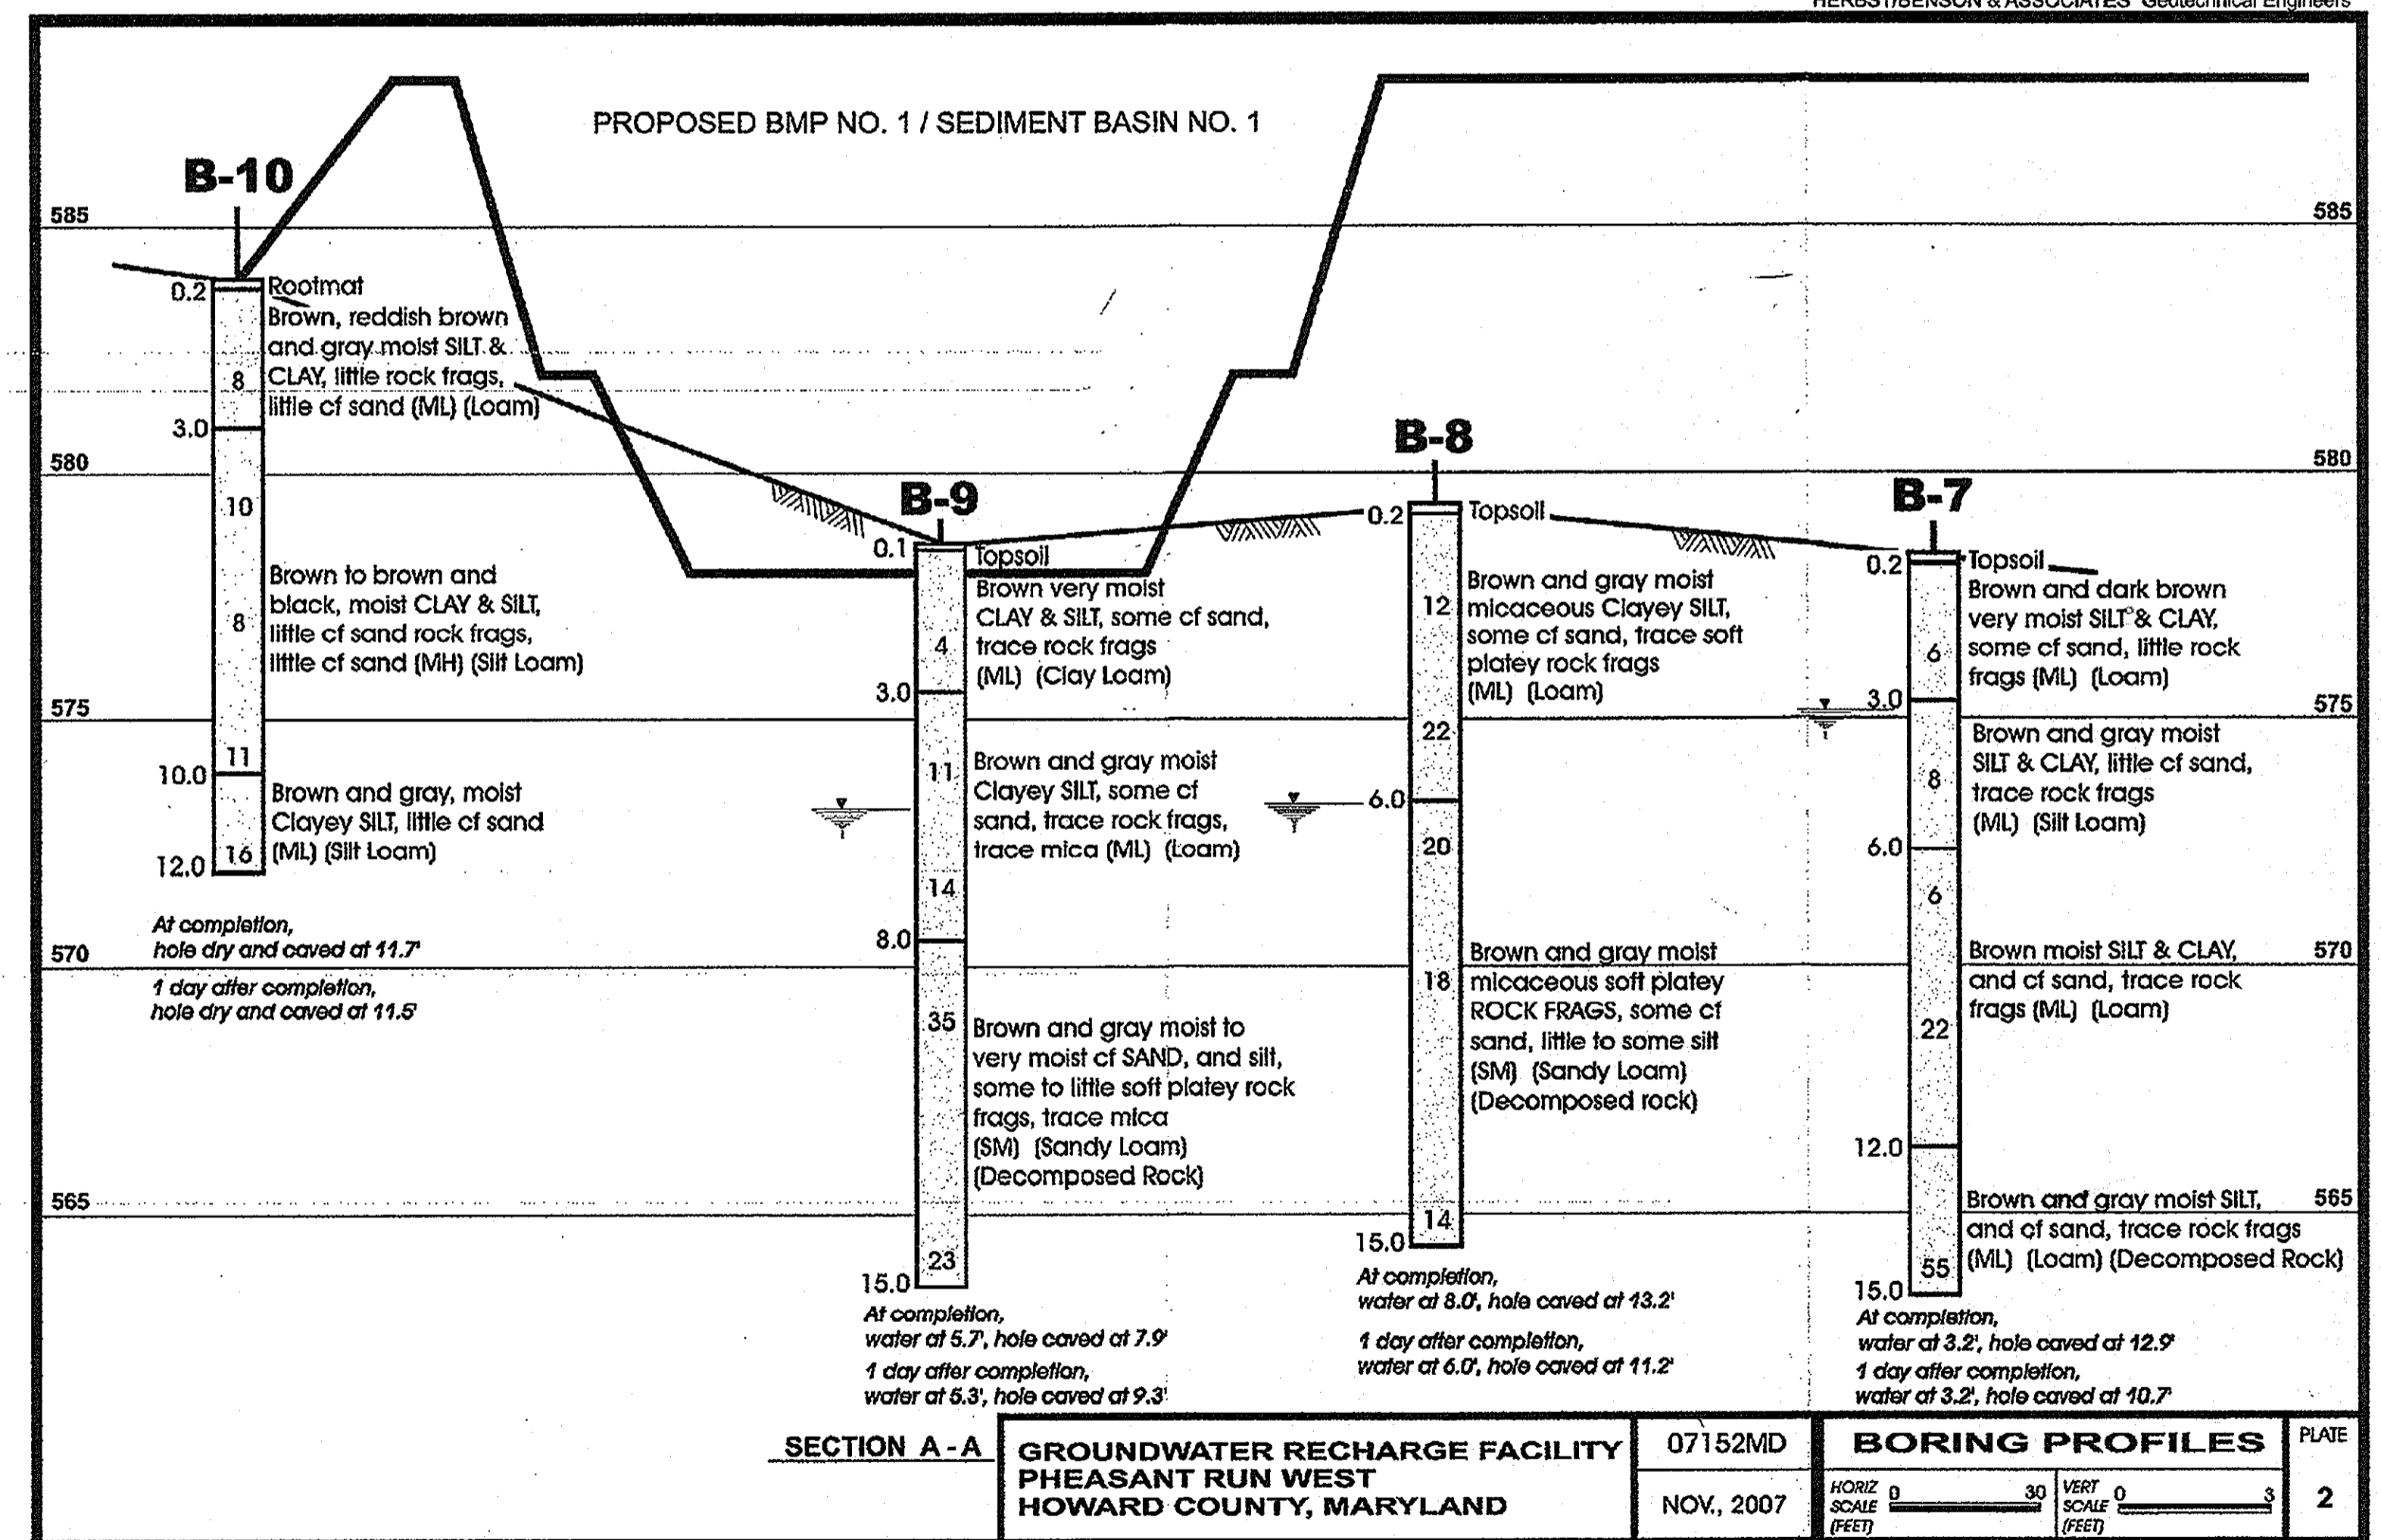 HERBST/BENSON & ASSOCIATES Geotechnical Engineers
PROPOSED BMP NO. 1 / SEDIMENT BASIN NO. 1
B-10
585
585
0.2
Rootmat
Brown, reddish brown
and gray moist SILT &
CLAY, little rock frags,
little cf sand (ML) (Loam)
8
3.0
580
580
10
Brown to brown and
black, moist CLAY & SILT,
little cf sand rock frags,
little cf sand (MH) (Silt Loam)
8
575
575
11
10.0
Brown and gray, moist
Clayey SILT, little cf sand
(ML) (Silt Loam)
16
12.0
At completion,
hole dry and caved at 11.7'
570
570
1 day after completion,
hole dry and caved at 11.5'
565
565
B-9
0.1
Topsoil
Brown very moist
CLAY & SILT, some cf sand,
trace rock frags
(ML) (Clay Loam)
4
3.0
11
Brown and gray moist
Clayey SILT, some cf
sand, trace rock frags,
trace mica (ML) (Loam)
14
8.0
35
Brown and gray moist to
very moist cf SAND, and silt,
some to little soft platey rock
frags, trace mica
(SM) (Sandy Loam)
(Decomposed Rock)
23
15.0
At completion,
water at 5.7', hole caved at 7.9'
1 day after completion,
water at 5.3', hole caved at 9.3'
B-8
0.2
Topsoil
12
Brown and gray moist
micaceous Clayey SILT,
some cf sand, trace soft
platey rock frags
(ML) (Loam)
22
6.0
20
18
Brown and gray moist
micaceous soft platey
ROCK FRAGS, some cf
sand, little to some silt
(SM) (Sandy Loam)
(Decomposed rock)
14
15.0
At completion,
water at 8.0', hole caved at 13.2'
1 day after completion,
water at 6.0', hole caved at 11.2'
B-7
0.2
Topsoil
Brown and dark brown
very moist SILT & CLAY,
some cf sand, little rock
frags (ML) (Loam)
6
3.0
Brown and gray moist
SILT & CLAY, little cf sand,
trace rock frags
(ML) (Silt Loam)
8
6.0
6
Brown moist SILT & CLAY,
and cf sand, trace rock
frags (ML) (Loam)
22
12.0
Brown and gray moist SILT,
and cf sand, trace rock frags
(ML) (Loam) (Decomposed Rock)
55
15.0
At completion,
water at 3.2', hole caved at 12.9'
1 day after completion,
water at 3.2', hole caved at 10.7'
SECTION A-A
GROUNDWATER RECHARGE FACILITY
PHEASANT RUN WEST
HOWARD COUNTY, MARYLAND
07152MD
NOV., 2007
BORING PROFILES
HORIZ SCALE (FEET) 0 30
VERT SCALE (FEET) 0 3
PLATE
2